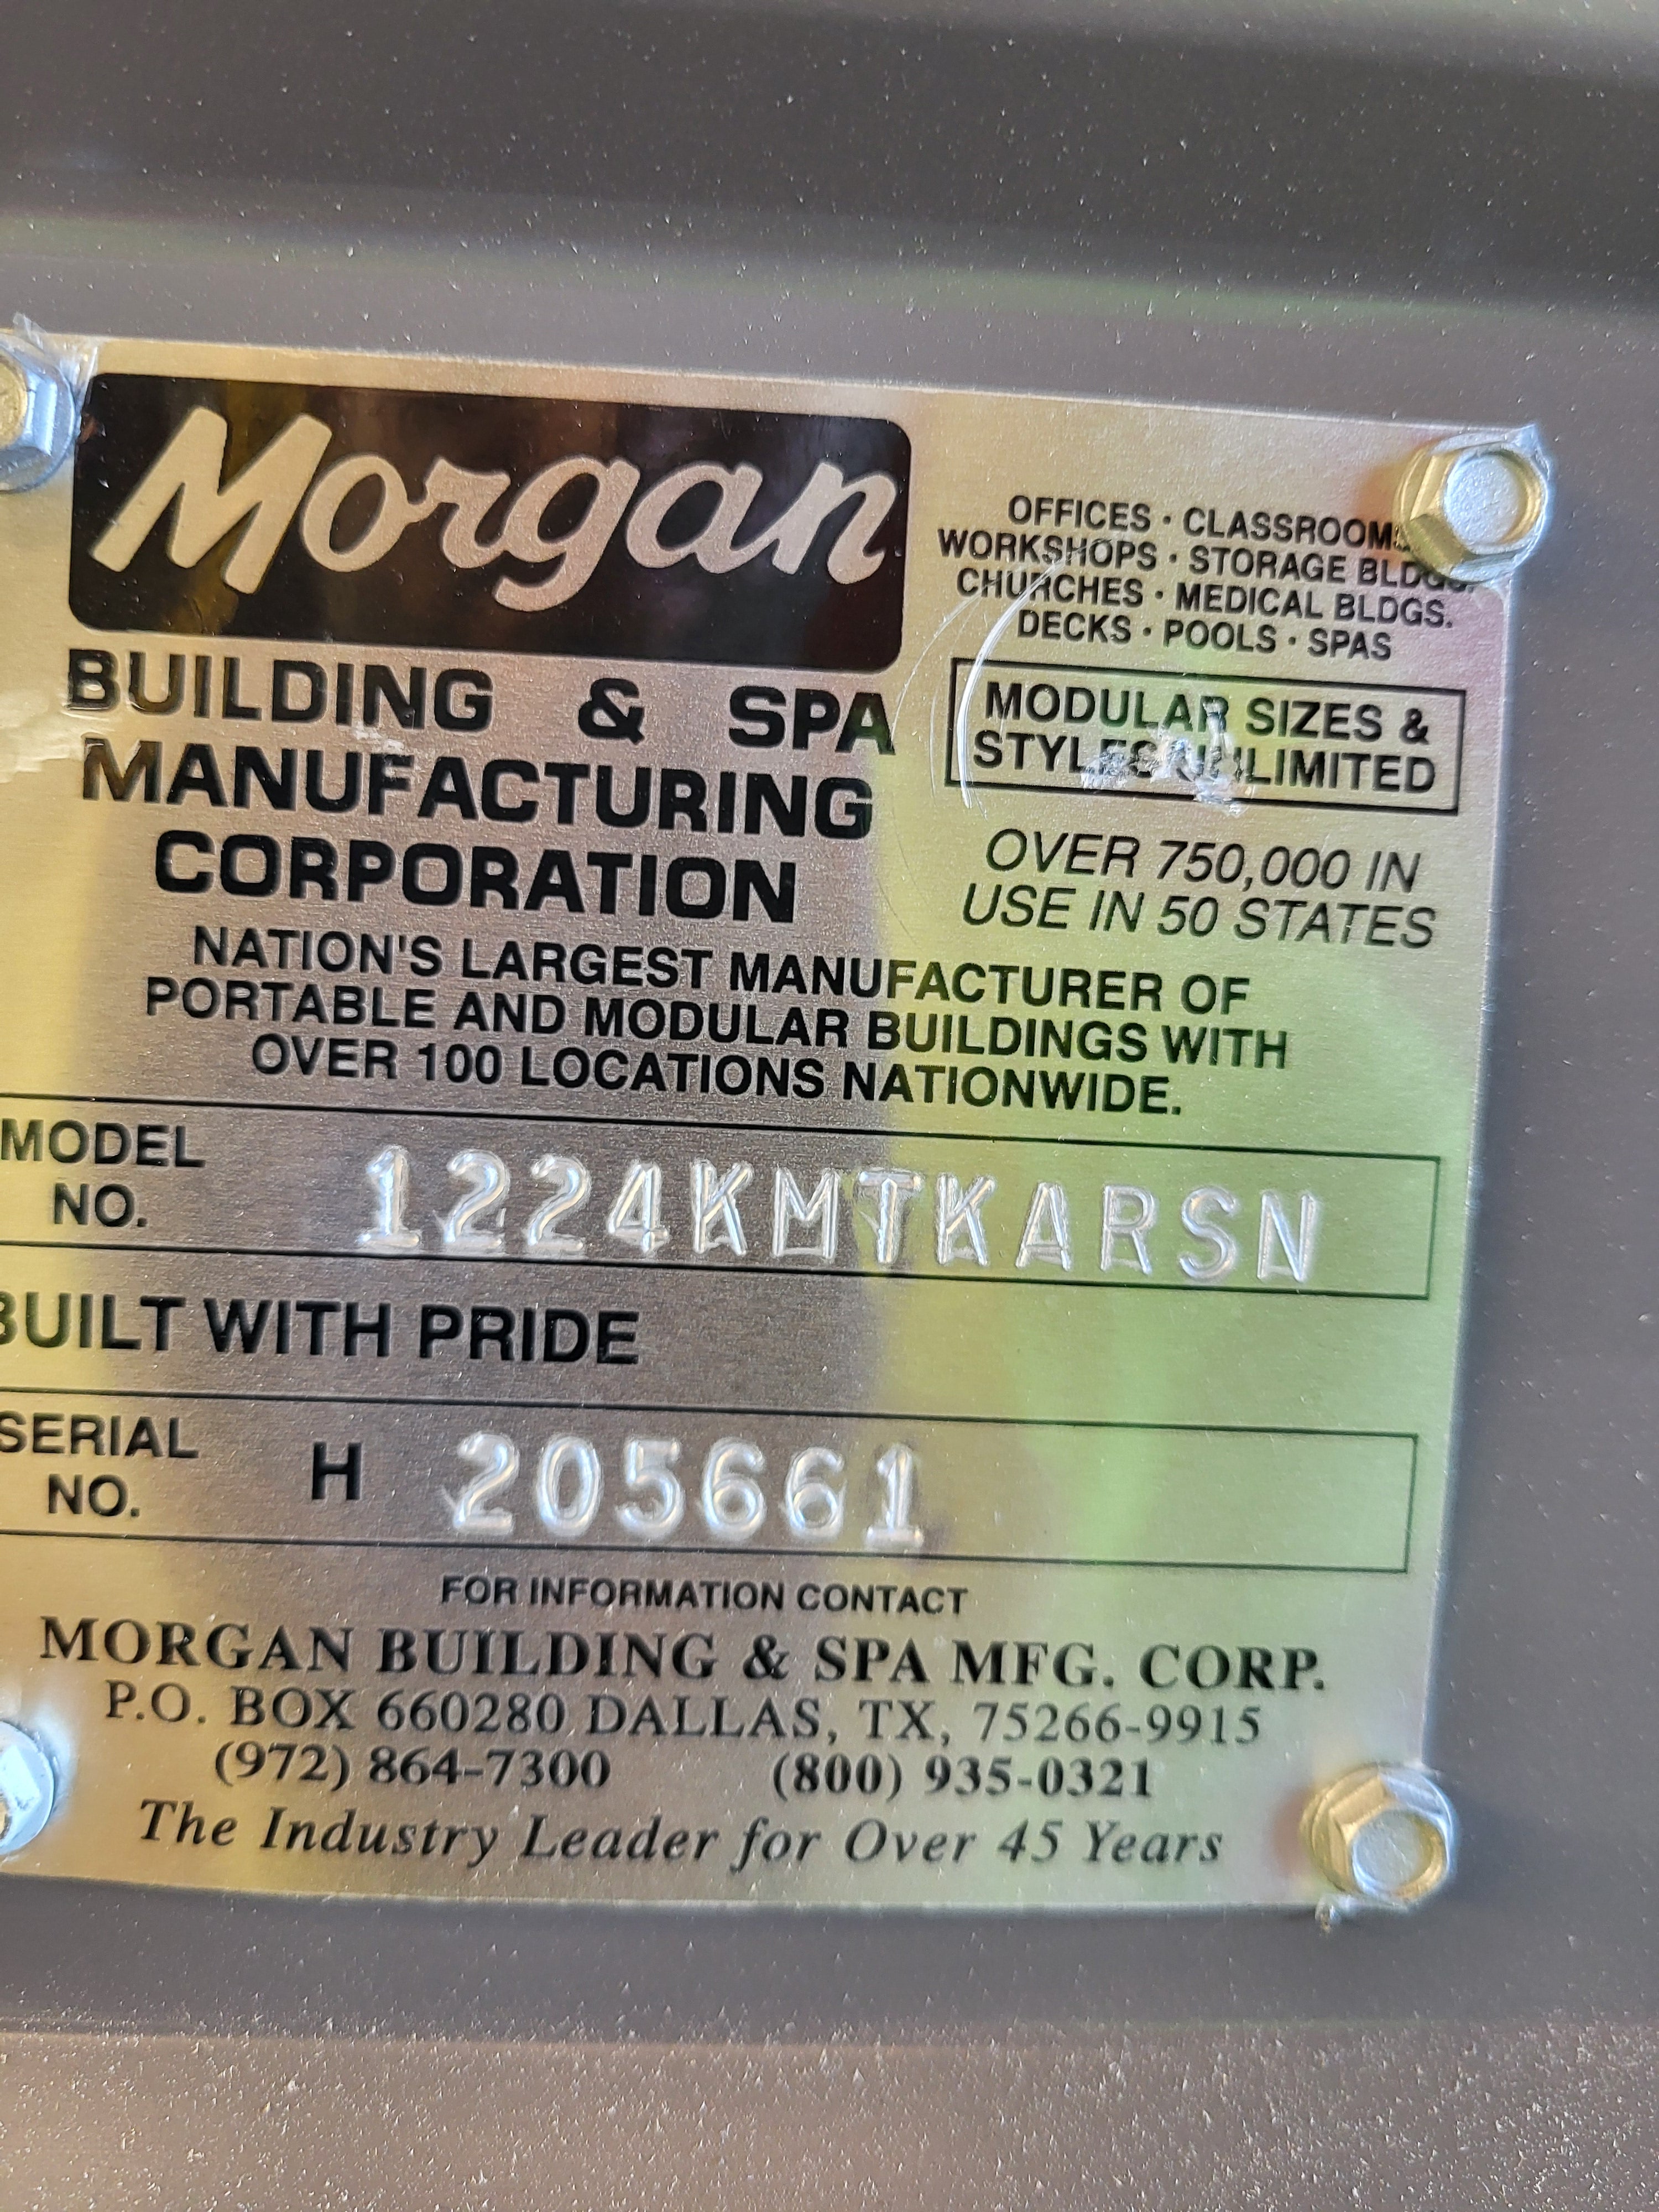 Morgan
BUILDING & SPA
MANUFACTURING
CORPORATION
OFFICES · CLASSROOMS
WORKSHOPS · STORAGE BLDGS.
CHURCHES · MEDICAL BLDGS.
DECKS · POOLS · SPAS
MODULAR SIZES &
STYLES UNLIMITED
OVER 750,000 IN
USE IN 50 STATES
NATION'S LARGEST MANUFACTURER OF
PORTABLE AND MODULAR BUILDINGS WITH
OVER 100 LOCATIONS NATIONWIDE.
MODEL
NO. 1224KMTKARSN
BUILT WITH PRIDE
SERIAL
NO. H 205661
FOR INFORMATION CONTACT
MORGAN BUILDING & SPA MFG. CORP.
P.O. BOX 660280 DALLAS, TX, 75266-9915
(972) 864-7300 (800) 935-0321
The Industry Leader for Over 45 Years